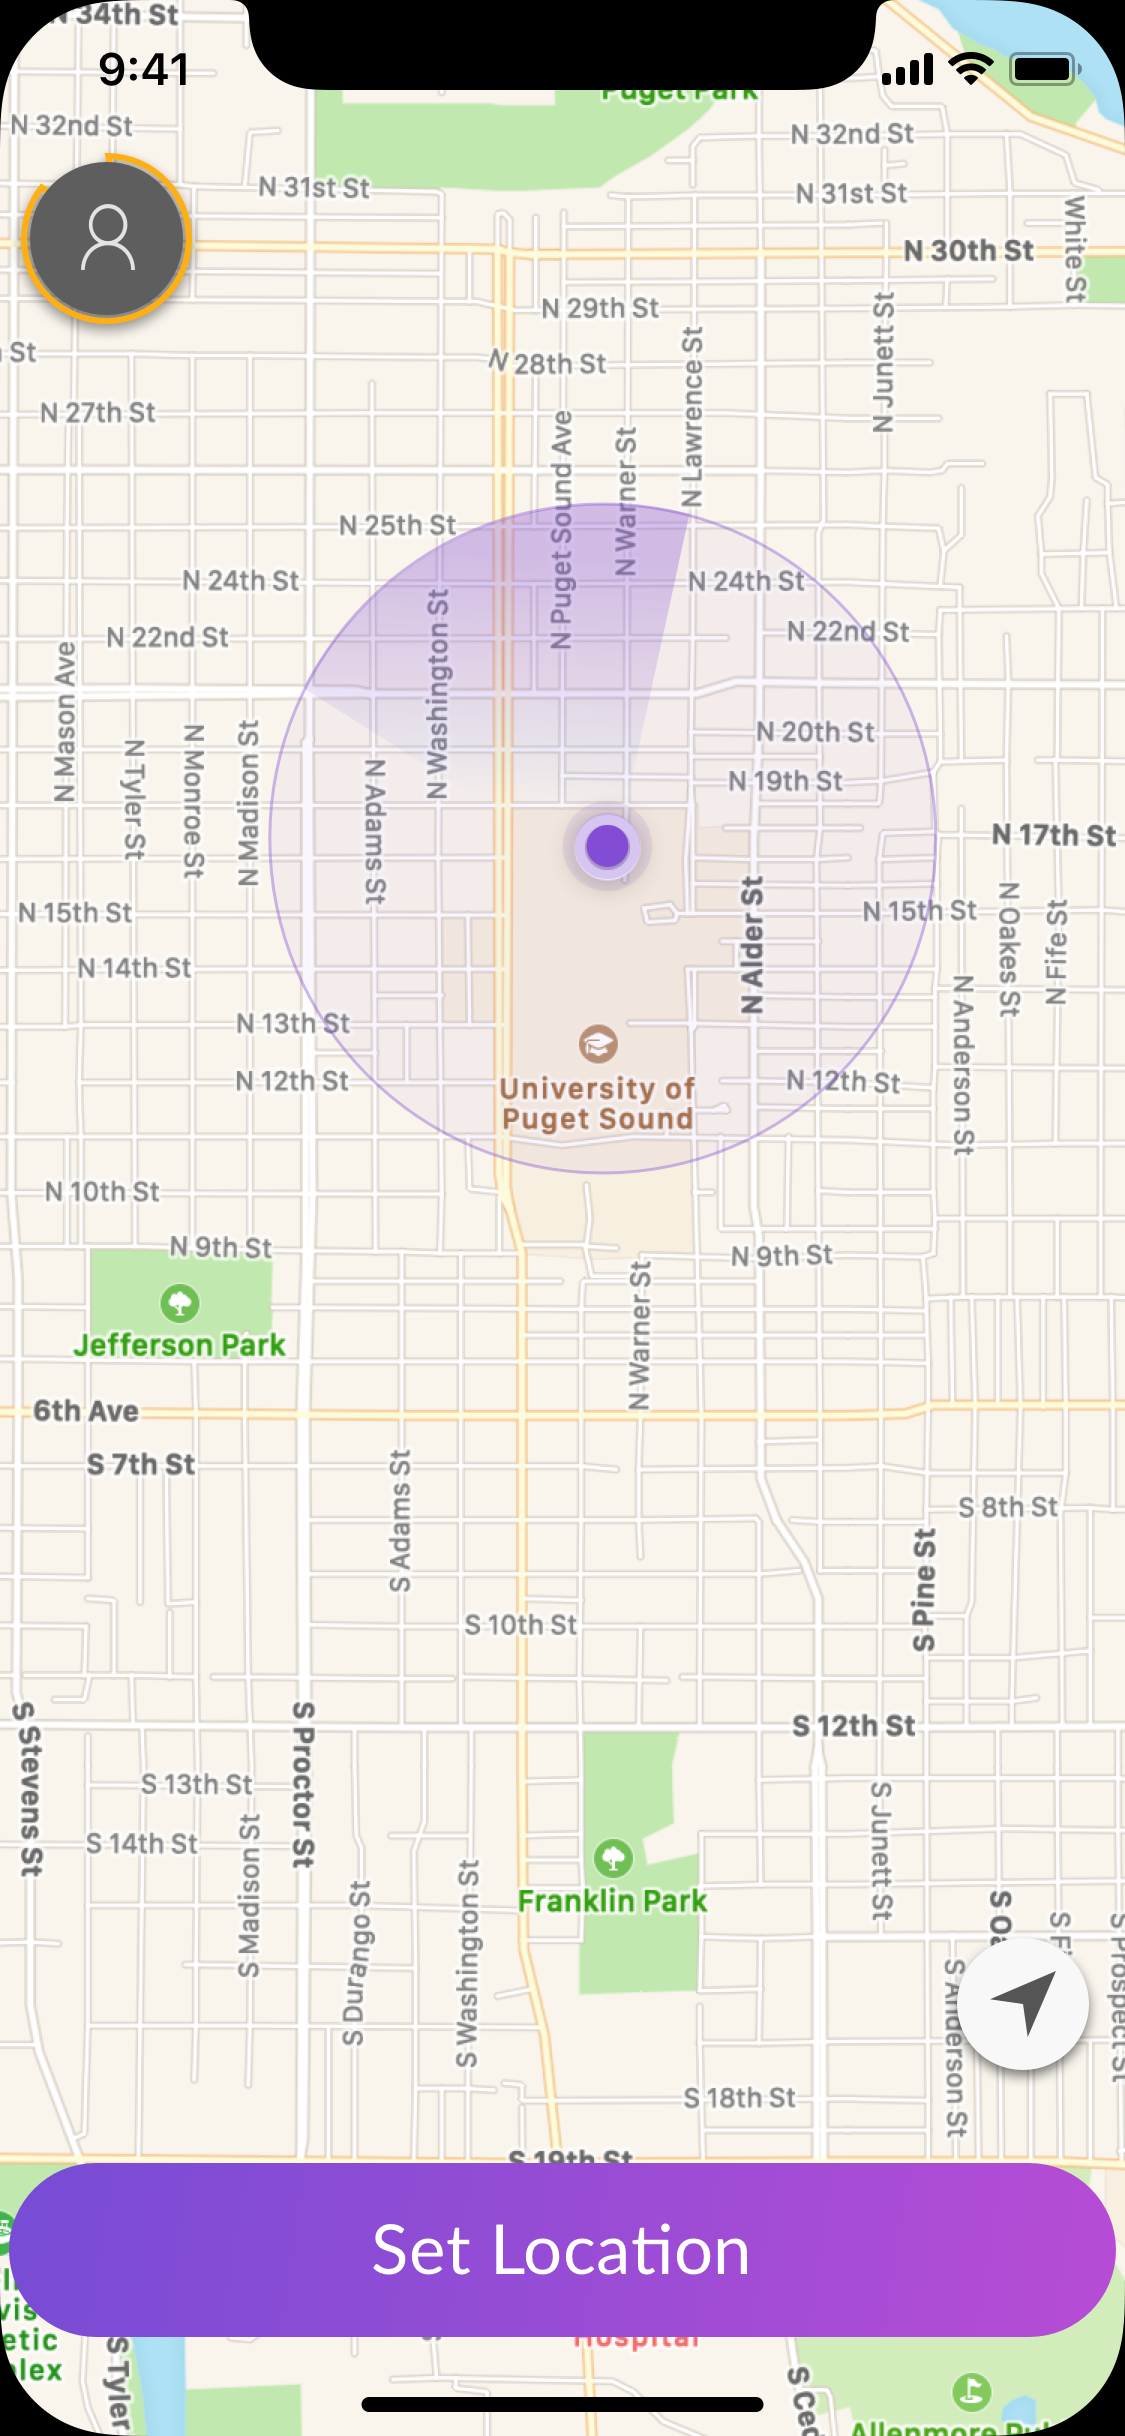 N 34th St
9:41
Puget Park
N 32nd St
N 32nd St
N 31st St
N 31st St
White St
N 30th St
N 29th St
N Junett St
N Lawrence St
St
N 28th St
N 27th St
N Puget Sound Ave
N Warner St
N 25th St
N 24th St
N 24th St
N Washington St
N 22nd St
N 22nd St
N Mason Ave
N Tyler St
N Monroe St
N Madison St
N Adams St
N 20th St
N 19th St
N 17th St
N Alder St
N 15th St
N 15th St
N Oakes St
N Fife St
N 14th St
N Anderson St
N 13th St
N 12th St
University of
Puget Sound
N 12th St
N 10th St
N 9th St
N 9th St
N Warner St
Jefferson Park
6th Ave
S 7th St
S Adams St
S 8th St
S Pine St
S 10th St
S Stevens St
S Proctor St
S 12th St
S 13th St
S Junett St
S 14th St
S Madison St
S Durango St
S Washington St
Franklin Park
S Anderson St
S Prospect St
S 18th St
S 19th St
Set Location
Hospital
etic
S Tyler